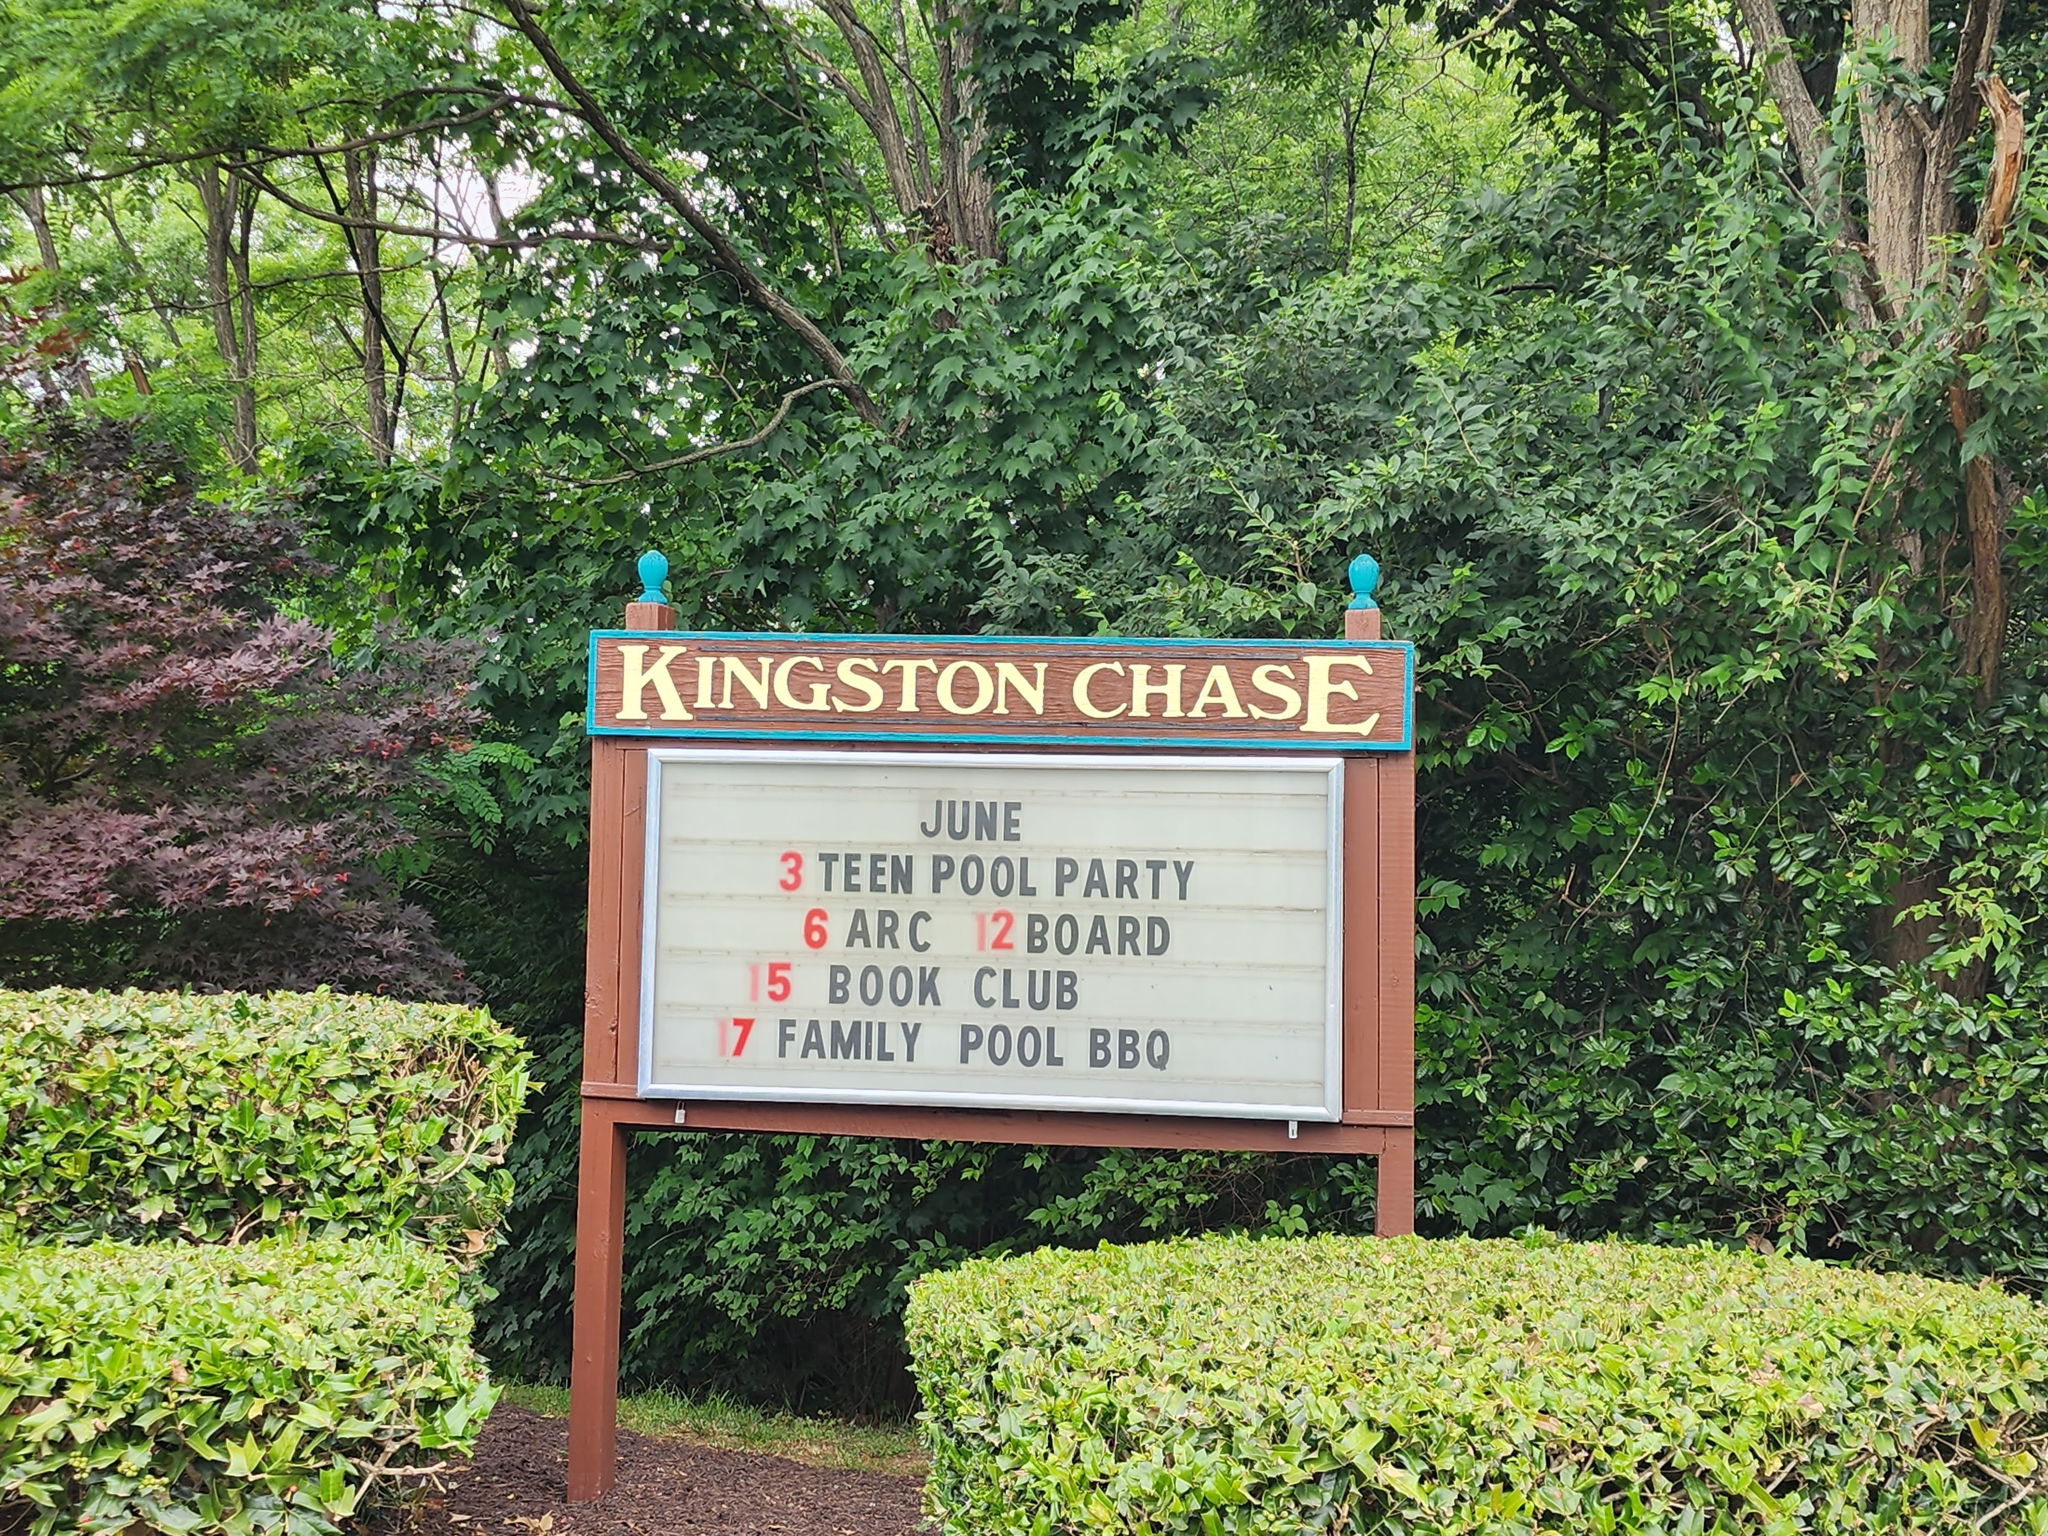 KINGSTON CHASE
JUNE
3 TEEN POOL PARTY
6 ARC 12 BOARD
15 BOOK CLUB
17 FAMILY POOL BBQ